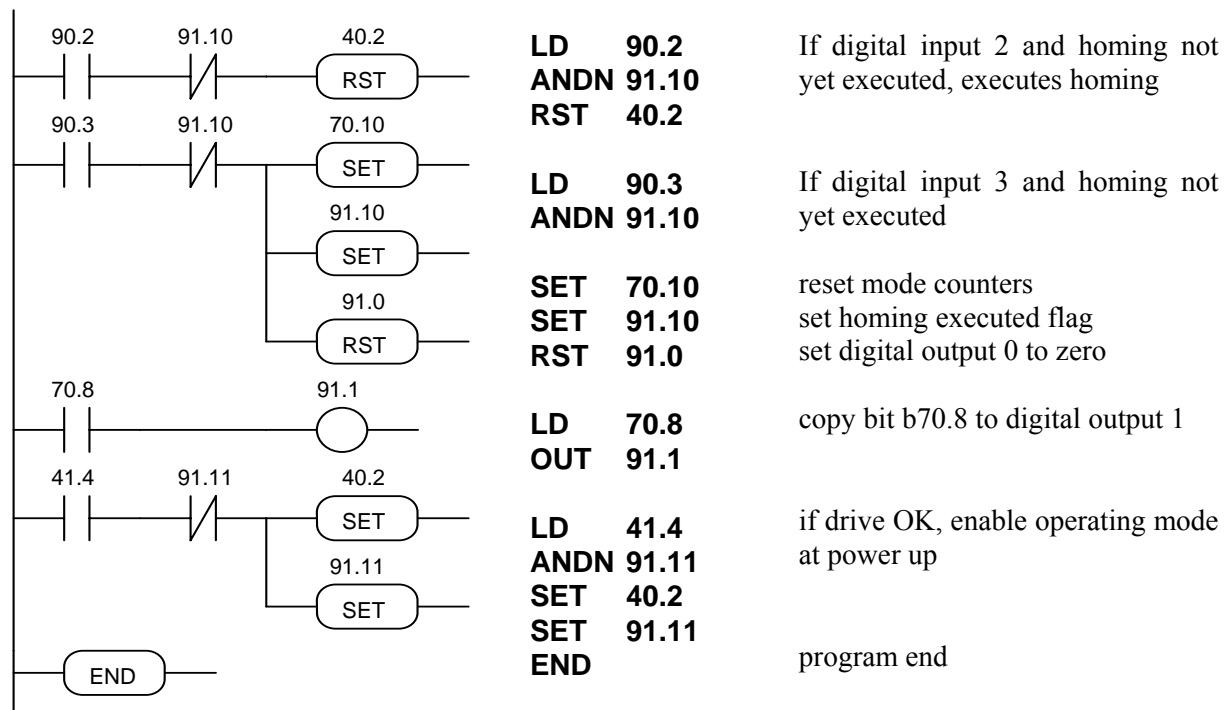 90.2 91.10 40.2
RST
90.3 91.10 70.10
SET
91.10
SET
91.0
RST
70.8 91.1
41.4 91.11 40.2
SET
91.11
SET
END
LD 90.2
ANDN 91.10
RST 40.2
LD 90.3
ANDN 91.10
SET 70.10
SET 91.10
RST 91.0
LD 70.8
OUT 91.1
LD 41.4
ANDN 91.11
SET 40.2
SET 91.11
END
If digital input 2 and homing not
yet executed, executes homing
If digital input 3 and homing not
yet executed
reset mode counters
set homing executed flag
set digital output 0 to zero
copy bit b70.8 to digital output 1
if drive OK, enable operating mode
at power up
program end